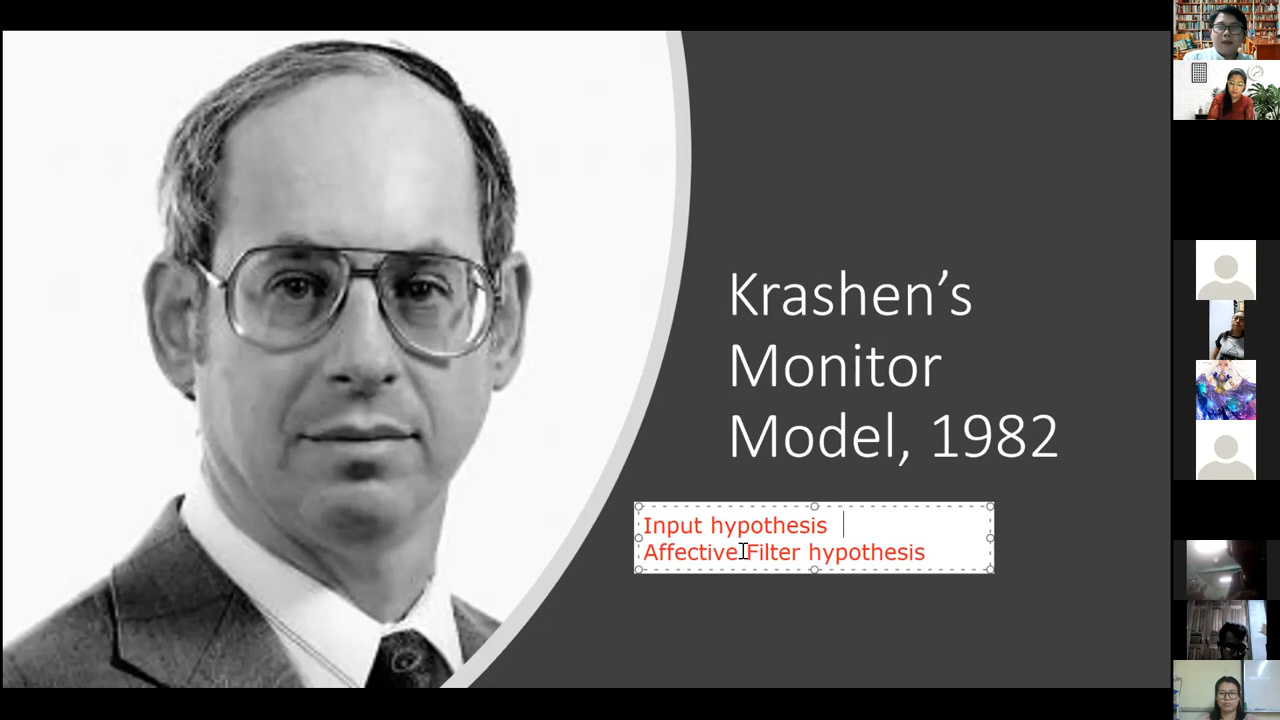 Krashen’s
Monitor
Model, 1982
Input hypothesis
Affective Filter hypothesis